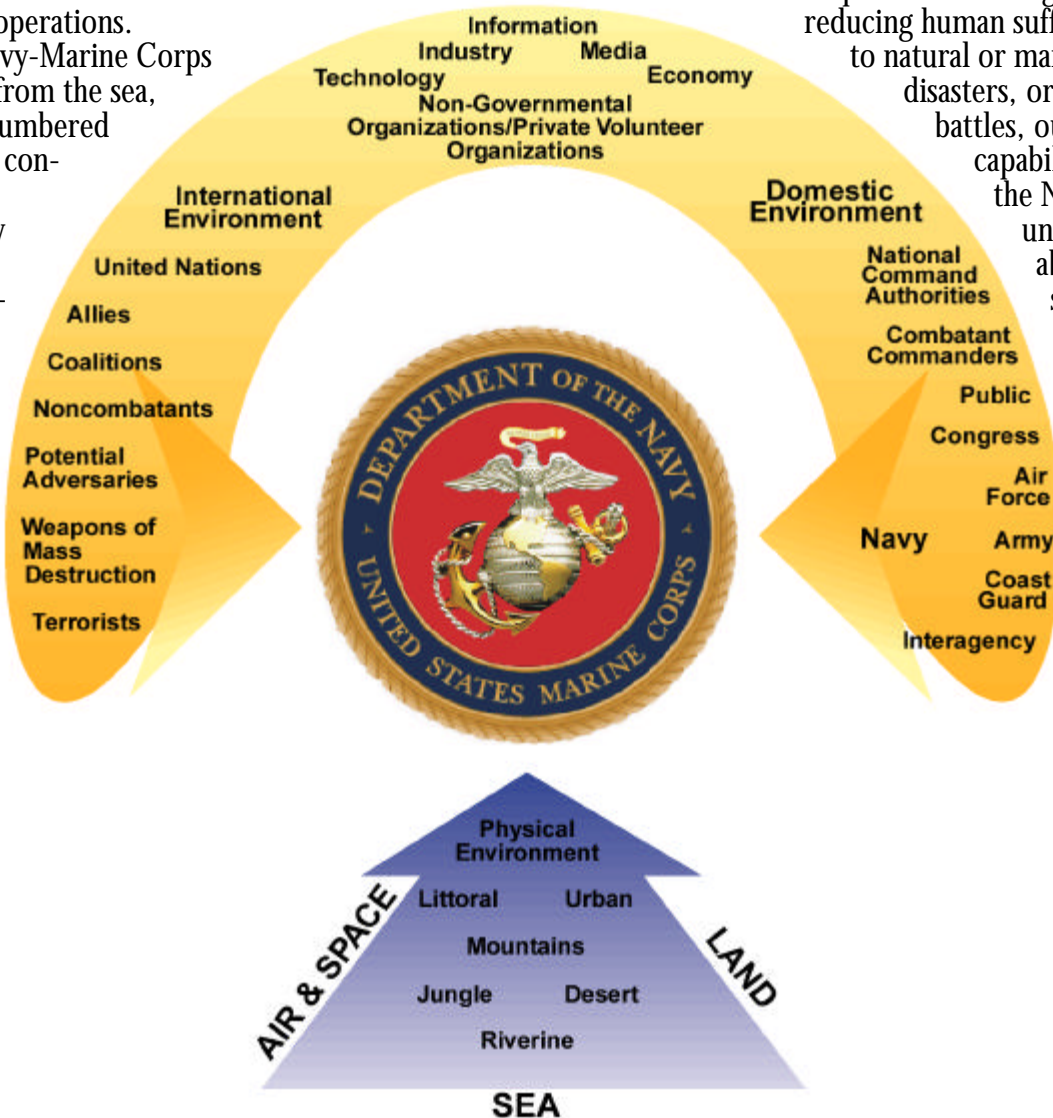 operations.
vy-Marine Corps
from the sea,
umbered
con-
reducing human suff
to natural or mar
disasters, or
battles, ou
capabil
the N
un
al
s
Information
Industry Media
Technology Economy
Non-Governmental
Organizations/Private Volunteer
Organizations
International
Environment
United Nations
Allies
Coalitions
Noncombatants
Potential
Adversaries
Weapons of
Mass
Destruction
Terrorists
Domestic
Environment
National
Command
Authorities
Combatant
Commanders
Public
Congress
Air
Force
Navy Army
Coast
Guard
Interagency
DEPARTMENT OF THE NAVY
UNITED STATES MARINE CORPS
Physical
Environment
Littoral Urban
Mountains
Jungle Desert
Riverine
AIR & SPACE
LAND
SEA